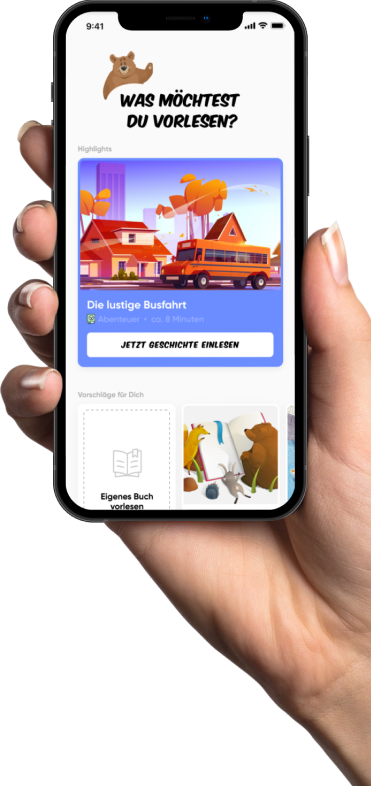 9:41
WAS MÖCHTEST
DU VORLESEN?
Highlights
Die lustige Busfahrt
Abenteuer • ca. 8 Minuten
JETZT GESCHICHTE EINLESEN
Vorschläge für Dich
Eigenes Buch
vorlesen